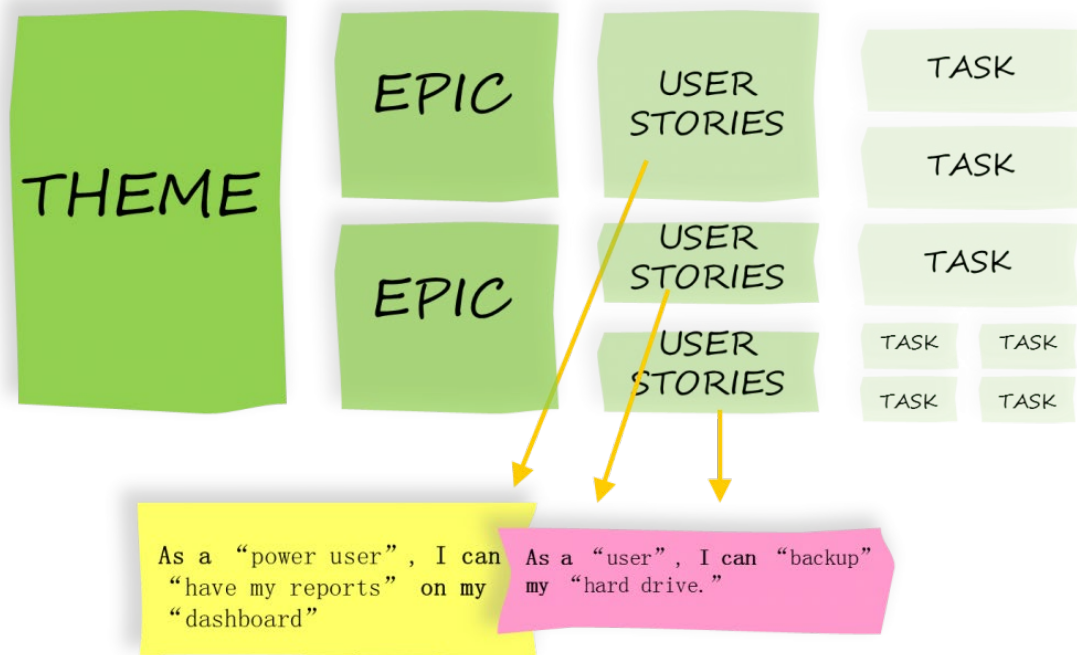 THEME
EPIC
EPIC
USER
STORIES
USER
STORIES
USER
STORIES
TASK
TASK
TASK
TASK
TASK
TASK
TASK
As a “power user”, I can
“have my reports” on my
“dashboard”
As a “user”, I can “backup”
my “hard drive.”